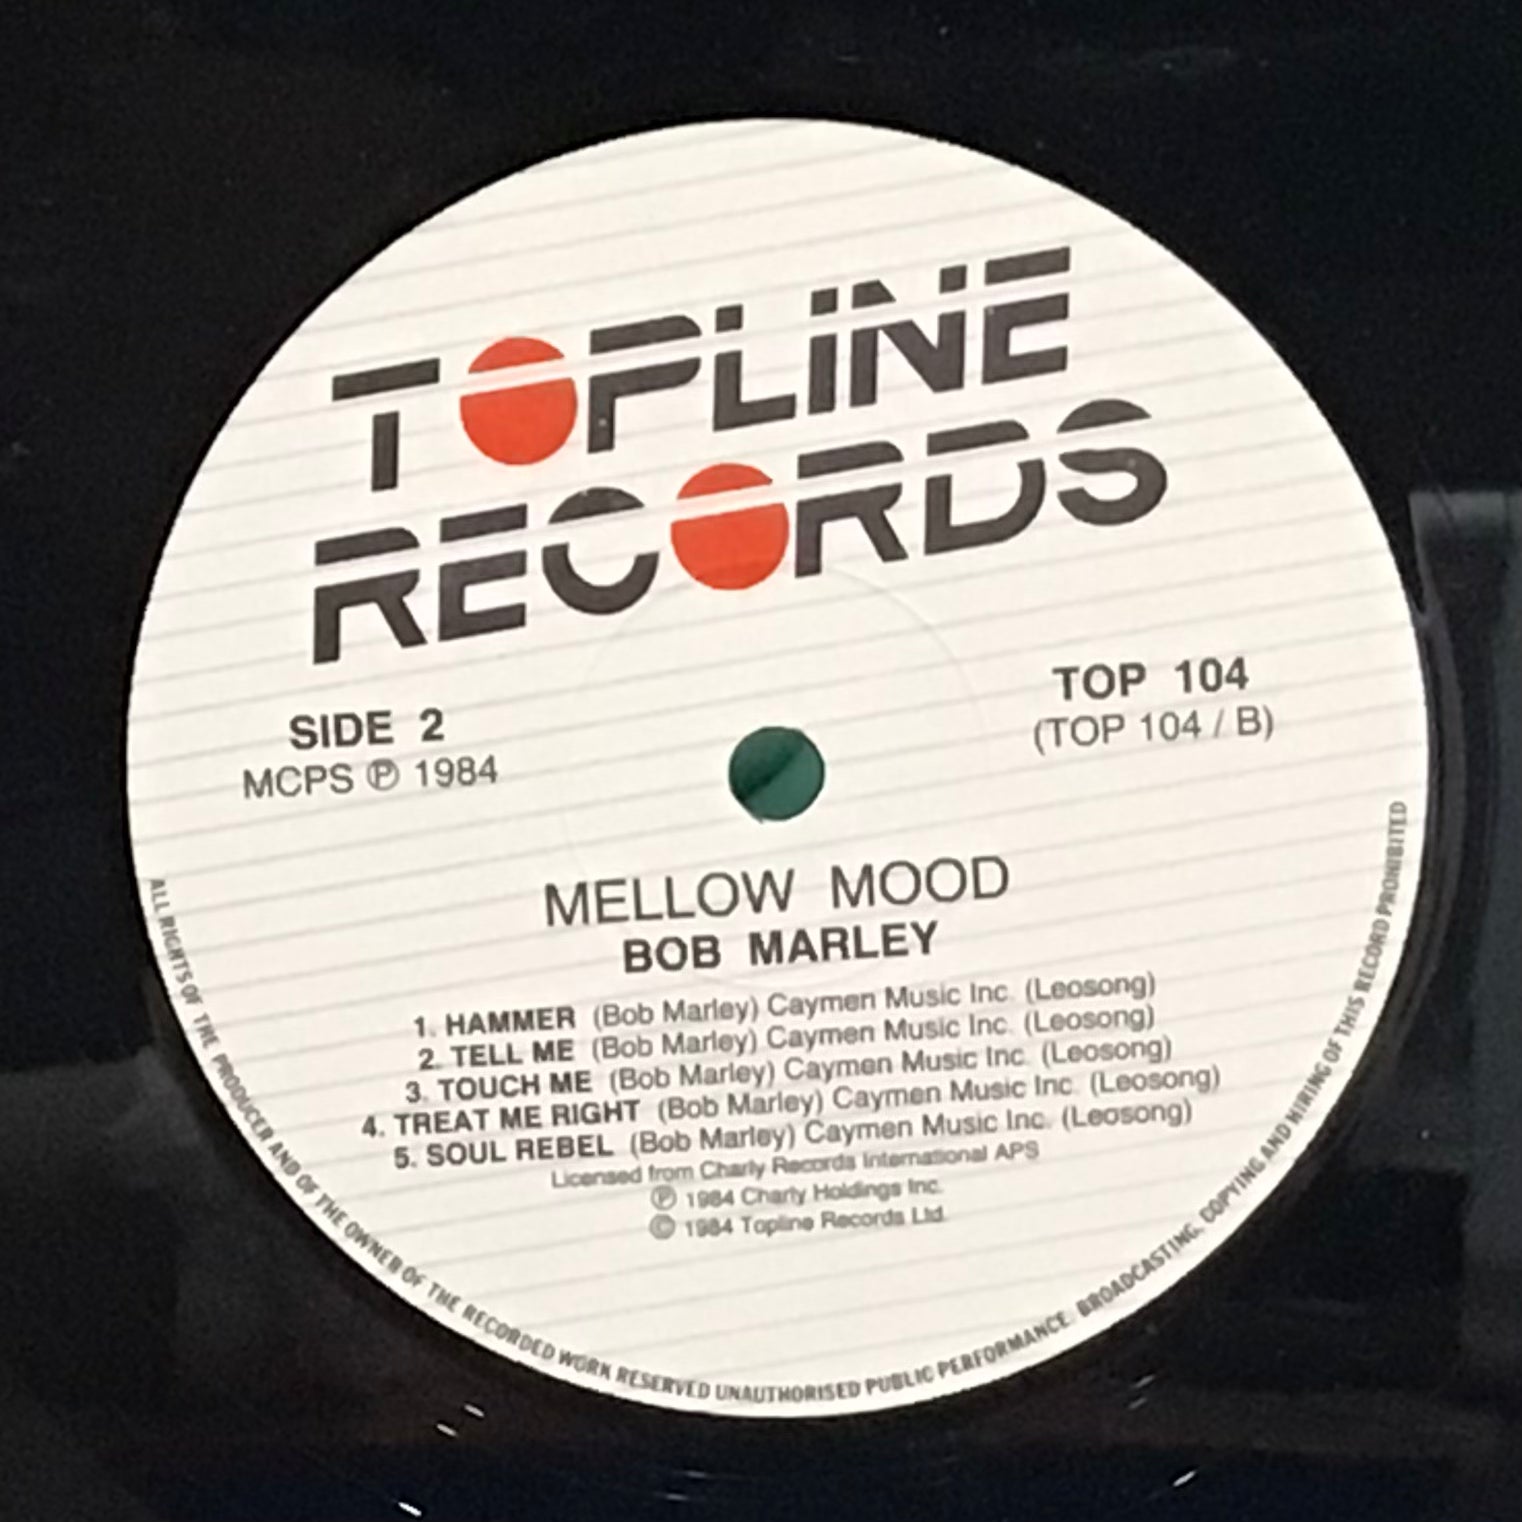 TOPLINE
RECORDS
SIDE 2
MCPS ℗ 1984
TOP 104
(TOP 104 / B)
MELLOW MOOD
BOB MARLEY
1. HAMMER (Bob Marley) Caymen Music Inc. (Leosong)
2. TELL ME (Bob Marley) Caymen Music Inc. (Leosong)
3. TOUCH ME (Bob Marley) Caymen Music Inc. (Leosong)
4. TREAT ME RIGHT (Bob Marley) Caymen Music Inc. (Leosong)
5. SOUL REBEL (Bob Marley) Caymen Music Inc. (Leosong)
Licensed from Charly Records International APS
℗ 1984 Charly Holdings Inc.
© 1984 Topline Records Ltd.
ALL RIGHTS OF THE PRODUCER AND OF THE OWNER OF THE RECORDED WORK RESERVED UNAUTHORISED PUBLIC PERFORMANCE, BROADCASTING, COPYING AND HIRING OF THIS RECORD PROHIBITED